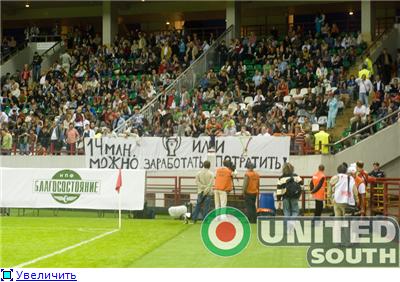 14 МЛН. ИЛИ
МОЖНО ЗАРАБОТАТЬ ПОТРАТИТЬ!
НПФ
БЛАГОСОСТОЯНИЕ
UNITED
SOUTH
Увеличить